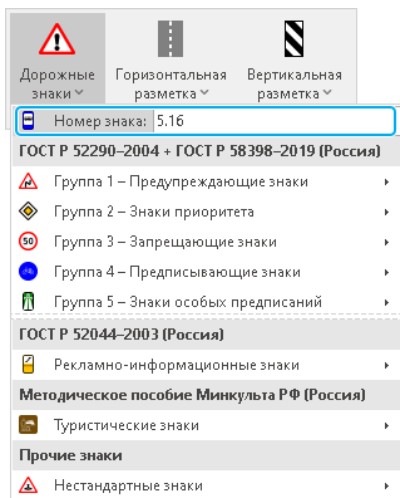 Дорожные знаки
Горизонтальная разметка
Вертикальная разметка
Номер знака: 5.16
ГОСТ Р 52290–2004 + ГОСТ Р 58398–2019 (Россия)
Группа 1 – Предупреждающие знаки
Группа 2 – Знаки приоритета
50 Группа 3 – Запрещающие знаки
Группа 4 – Предписывающие знаки
Группа 5 – Знаки особых предписаний
ГОСТ Р 52044–2003 (Россия)
Рекламно-информационные знаки
Методическое пособие Минкульта РФ (Россия)
Туристические знаки
Прочие знаки
Нестандартные знаки